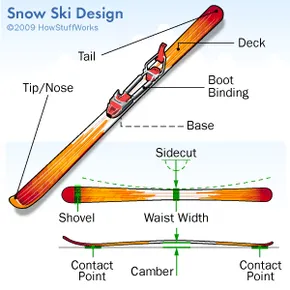 Snow Ski Design
©2009 HowStuffWorks
Tail
Deck
Tip/Nose
Boot
Binding
Base
Sidecut
Shovel
Waist Width
Contact
Point
Camber
Contact
Point